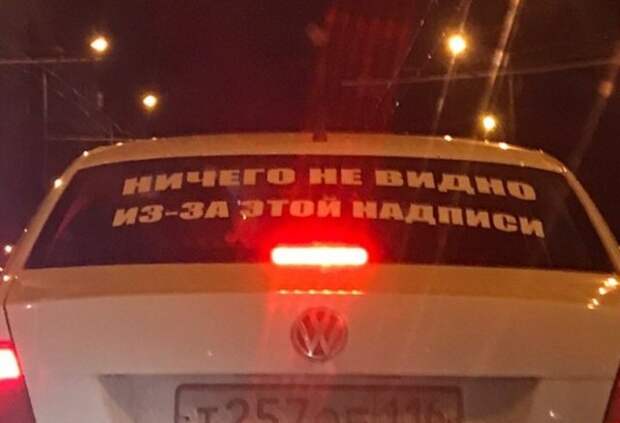 НИЧЕГО НЕ ВИДНО
ИЗ-ЗА ЭТОЙ НАДПИСИ